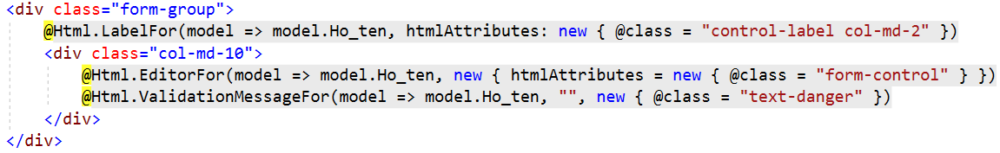 <div class="form-group">
@Html.LabelFor(model => model.Ho_ten, htmlAttributes: new { @class = "control-label col-md-2" })
<div class="col-md-10">
@Html.EditorFor(model => model.Ho_ten, new { htmlAttributes = new { @class = "form-control" } })
@Html.ValidationMessageFor(model => model.Ho_ten, "", new { @class = "text-danger" })
</div>
</div>